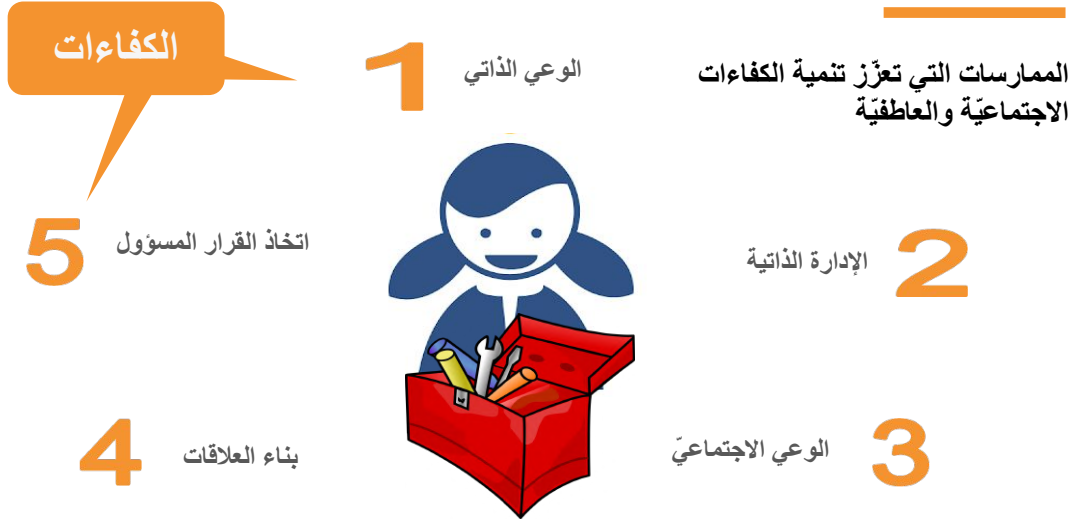 الممارسات التي تعزّز تنمية الكفاءات
الاجتماعيّة والعاطفيّة
الكفاءات
1
الوعي الذاتي
2
الإدارة الذاتية
3
الوعي الاجتماعيّ
4
بناء العلاقات
5
اتخاذ القرار المسؤول